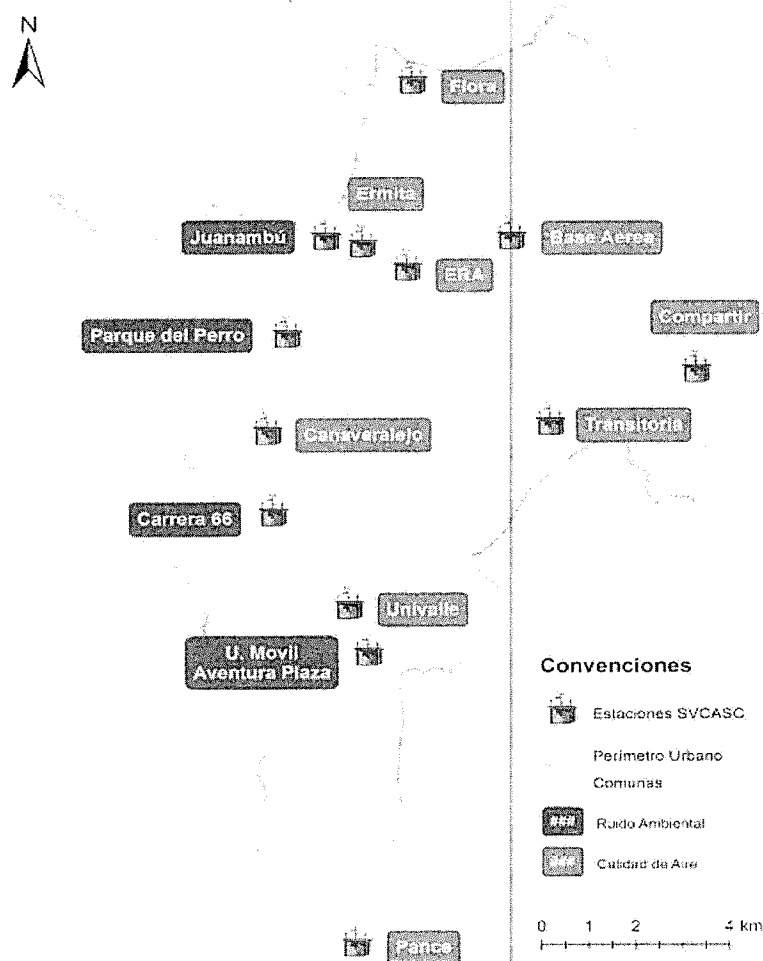 N
Flora
Ermita
Juanambú
Base Aerea
ERA
Compartir
Parque del Perro
Transitoria
Canaveralejo
Carrera 66
Univalle
U. Movil
Aventura Plaza
Convenciones
Estaciones SVCASC
Perímetro Urbano
Comunas
### Ruido Ambiental
### Calidad de Aire
0 1 2 4 km
Pance